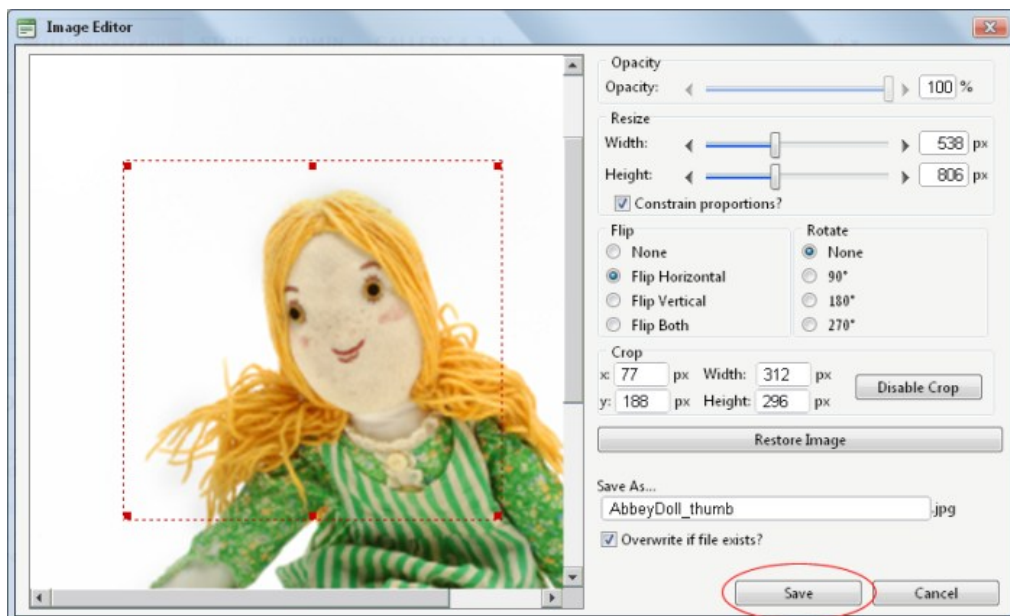 Image Editor
Opacity
Opacity: 100 %
Resize
Width: 538 px
Height: 806 px
Constrain proportions?
Flip
None
Flip Horizontal
Flip Vertical
Flip Both
Rotate
None
90°
180°
270°
Crop
x: 77 px Width: 312 px
y: 188 px Height: 296 px
Disable Crop
Restore Image
Save As...
AbbeyDoll_thumb .jpg
Overwrite if file exists?
Save Cancel